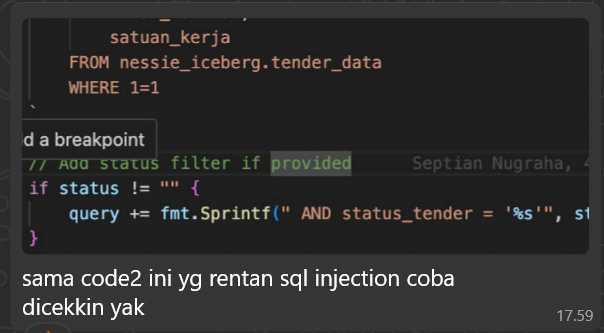 satuan_kerja
FROM nessie_iceberg.tender_data
WHERE 1=1
`
d a breakpoint
// Add status filter if provided Septian Nugraha, 4
if status != "" {
query += fmt.Sprintf(" AND status_tender = '%s'", st
}
sama code2 ini yg rentan sql injection coba
dicekkin yak
17.59